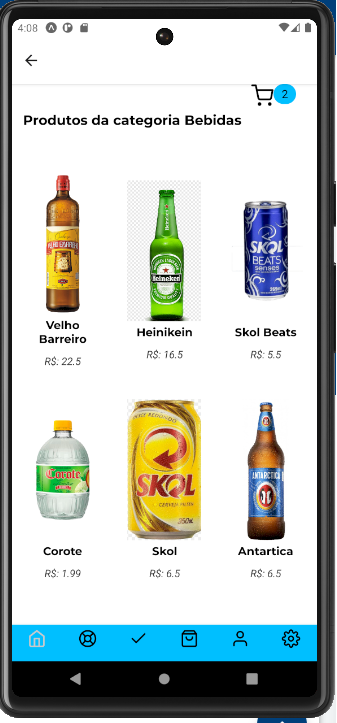 4:08
2
Produtos da categoria Bebidas
VELHO BARREIRO
Heineken
SKOL
BEATS
senses
Velho
Barreiro
Heinikein
Skol Beats
R$: 22.5
R$: 16.5
R$: 5.5
Corote
SKOL
ANTARCTICA
Corote
Skol
Antartica
R$: 1.99
R$: 6.5
R$: 6.5